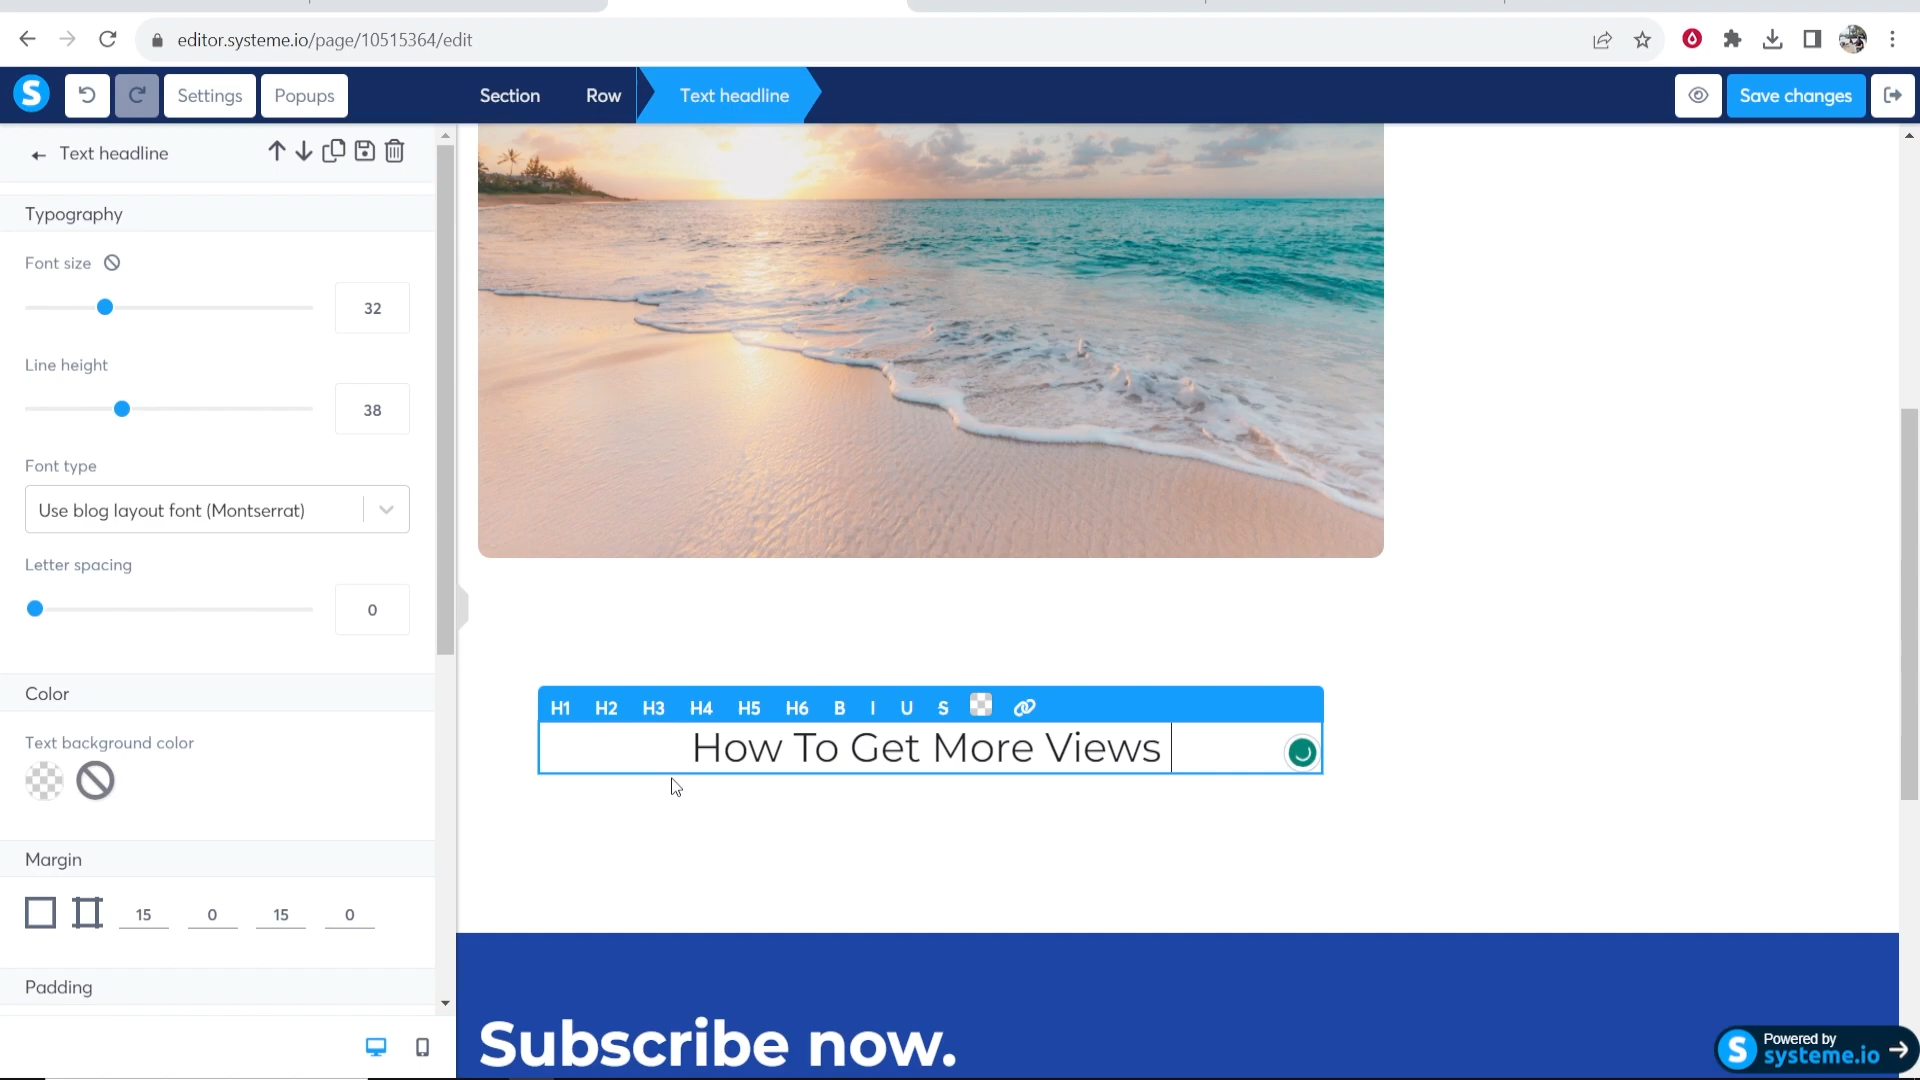 editor.systeme.io/page/10515364/edit
S
Settings
Popups
Section
Row
Text headline
Save changes
Text headline
Typography
Font size
32
Line height
38
Font type
Use blog layout font (Montserrat)
Letter spacing
0
Color
Text background color
Margin
15
0
15
0
Padding
H1 H2 H3 H4 H5 H6 B I U S
How To Get More Views
Subscribe now.
S
Powered by
systeme.io